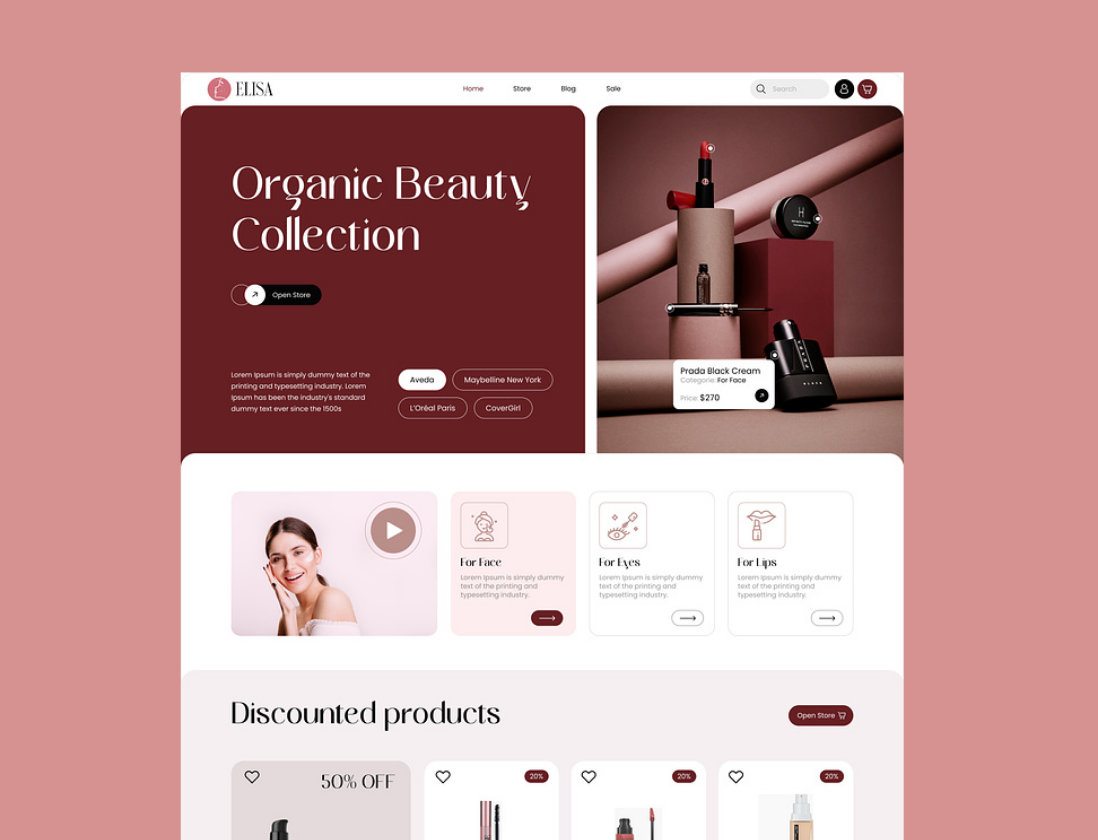 ELISA
Home
Store
Blog
Sale
Search
Organic Beauty
Collection
Open Store
Lorem Ipsum is simply dummy text of the
printing and typesetting industry. Lorem
Ipsum has been the industry's standard
dummy text ever since the 1500s
Aveda
Maybelline New York
L'Oréal Paris
CoverGirl
H
Prada Black Cream
Categorie: For Face
Price: $270
For Face
Lorem Ipsum is simply dummy
text of the printing and
typesetting industry.
For Eyes
Lorem Ipsum is simply dummy
text of the printing and
typesetting industry.
For Lips
Lorem Ipsum is simply dummy
text of the printing and
typesetting industry.
Discounted products
Open Store
50% OFF
20%
20%
20%